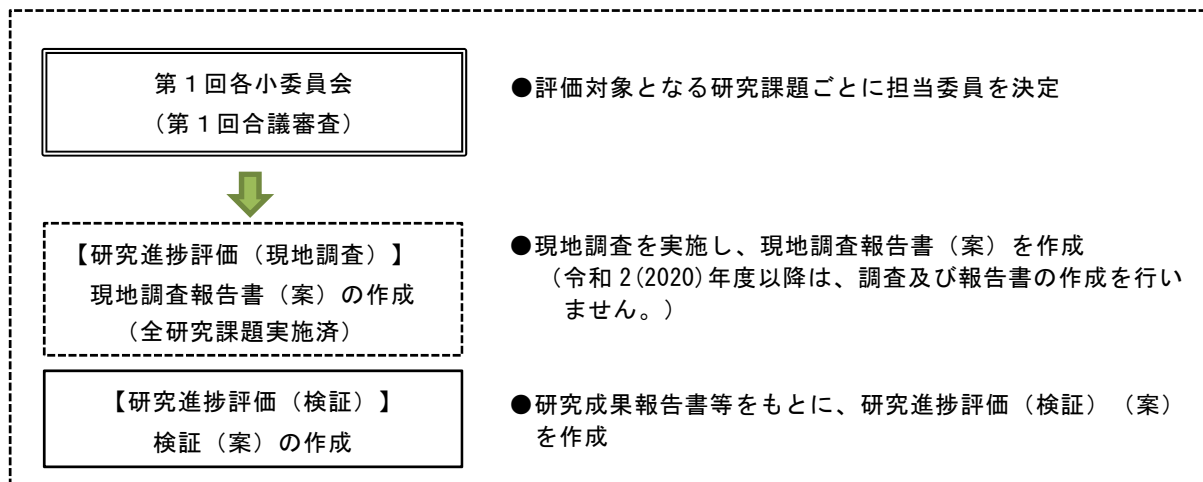 第1回各小委員会
(第1回合議審査)
●評価対象となる研究課題ごとに担当委員を決定
【研究進捗評価(現地調査)】
現地調査報告書(案)の作成
(全研究課題実施済)
●現地調査を実施し、現地調査報告書(案)を作成
(令和2(2020)年度以降は、調査及び報告書の作成を行い
ません。)
【研究進捗評価(検証)】
検証(案)の作成
●研究成果報告書等をもとに、研究進捗評価(検証)(案)
を作成